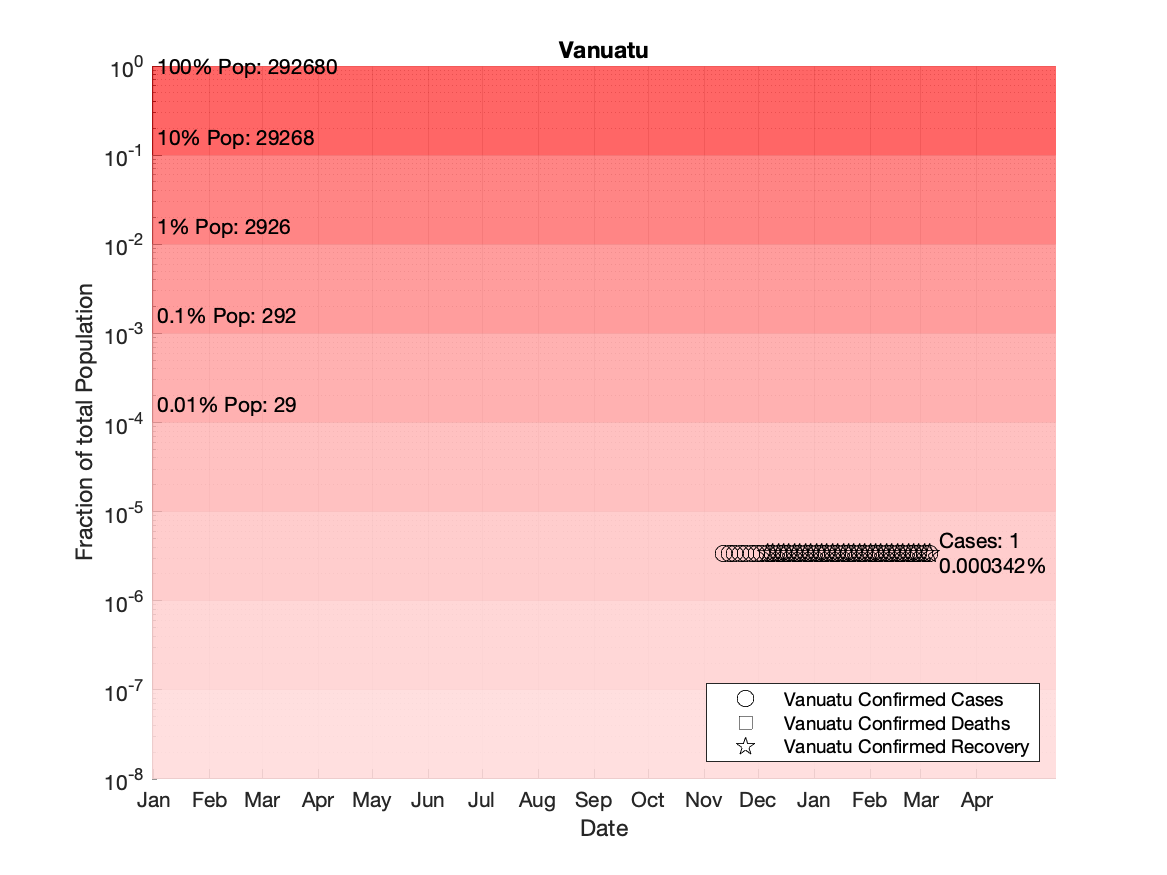 Vanuatu
10^0
100% Pop: 292680
10% Pop: 29268
10^-1
1% Pop: 2926
10^-2
0.1% Pop: 292
10^-3
0.01% Pop: 29
10^-4
10^-5
Cases: 1
0.000342%
10^-6
10^-7
10^-8
Fraction of total Population
Vanuatu Confirmed Cases
Vanuatu Confirmed Deaths
Vanuatu Confirmed Recovery
Jan Feb Mar Apr May Jun Jul Aug Sep Oct Nov Dec Jan Feb Mar Apr
Date